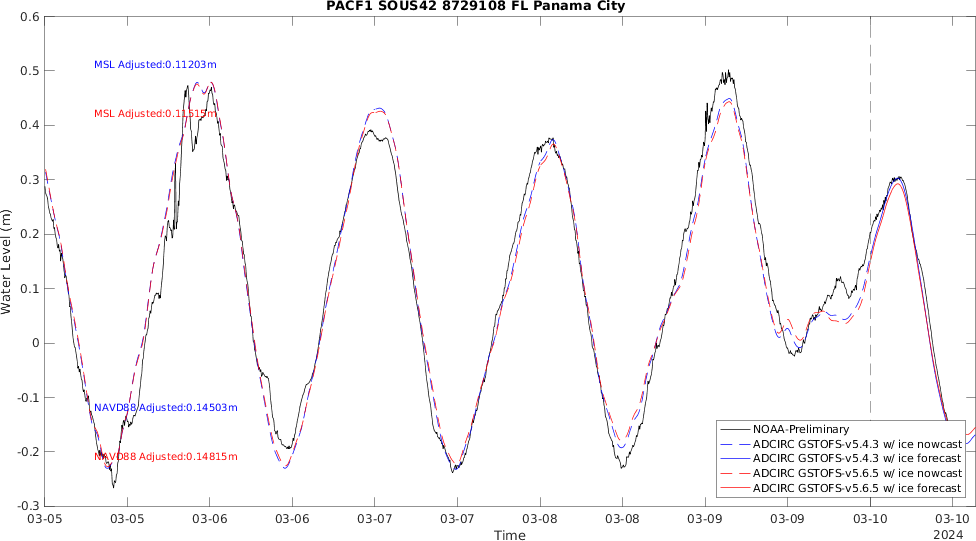 PACF1 SOUS42 8729108 FL Panama City
0.6
0.5
0.4
0.3
0.2
0.1
0
-0.1
-0.2
-0.3
Water Level (m)
MSL Adjusted:0.11203m
MSL Adjusted:0.11515m
NAVD88 Adjusted:0.14503m
NAVD88 Adjusted:0.14815m
NOAA-Preliminary
ADCIRC GSTOFS-v5.4.3 w/ ice nowcast
ADCIRC GSTOFS-v5.4.3 w/ ice forecast
ADCIRC GSTOFS-v5.6.5 w/ ice nowcast
ADCIRC GSTOFS-v5.6.5 w/ ice forecast
03-05 03-05 03-06 03-06 03-07 03-07 03-08 03-08 03-09 03-09 03-10 03-10
Time
2024